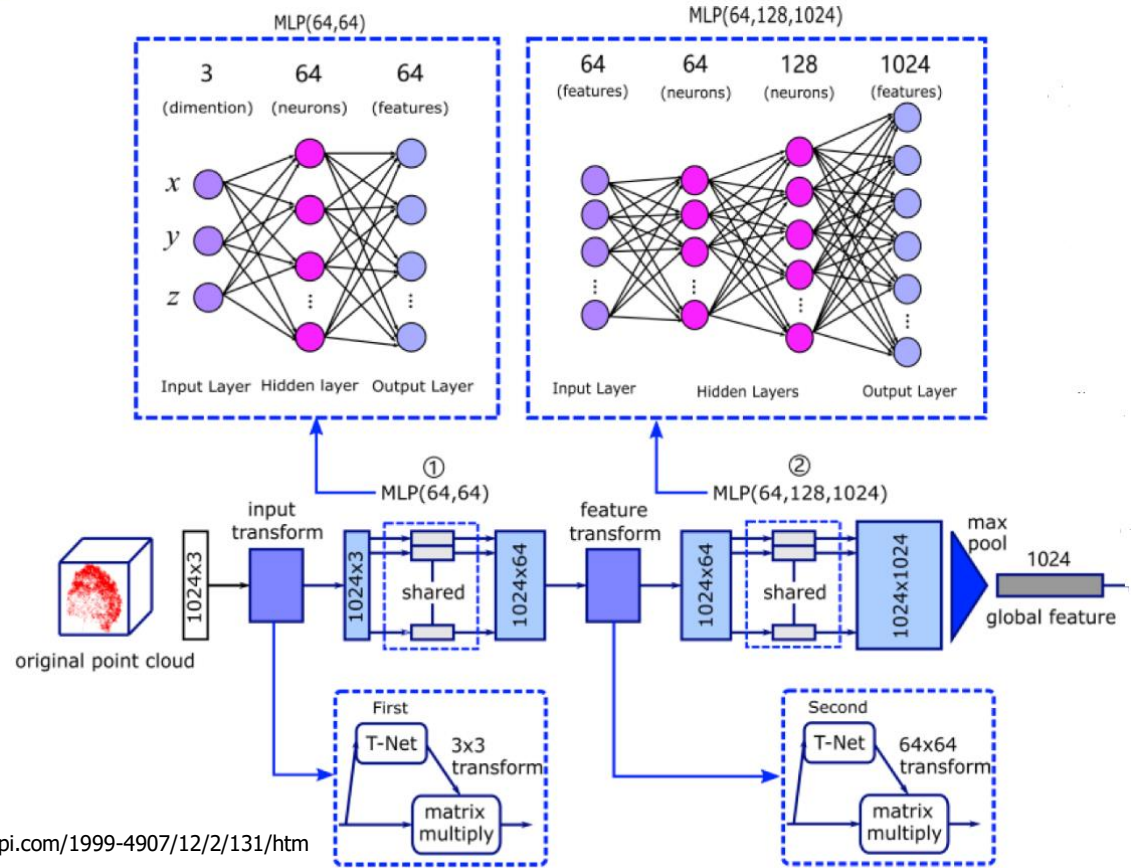 MLP(64,64)
3 64 64
(dimention) (neurons) (features)
x
y
z
Input Layer Hidden layer Output Layer
MLP(64,128,1024)
64 64 128 1024
(features) (neurons) (neurons) (features)
Input Layer Hidden Layers Output Layer
①
MLP(64,64)
②
MLP(64,128,1024)
original point cloud
1024x3
input
transform
1024x3
shared
1024x64
feature
transform
1024x64
shared
1024x1024
max
pool
1024
global feature
First
T-Net
3x3
transform
matrix
multiply
Second
T-Net
64x64
transform
matrix
multiply
pi.com/1999-4907/12/2/131/htm